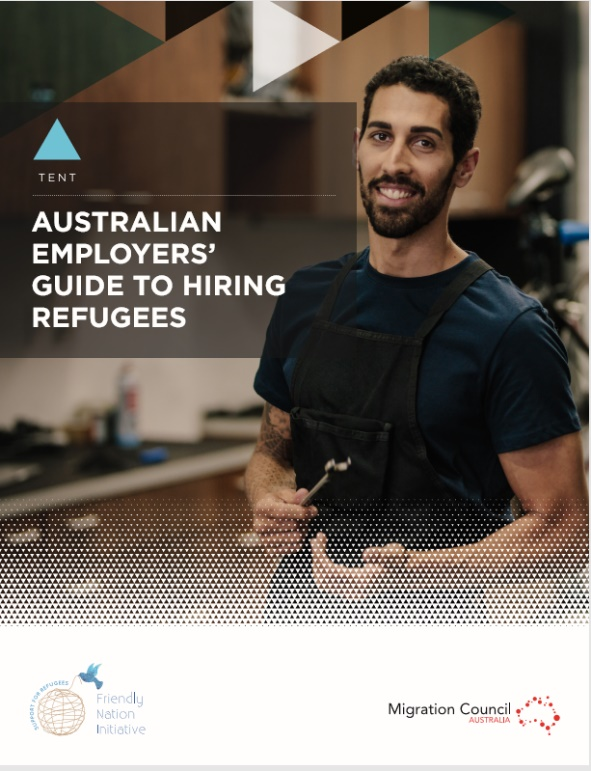 TENT
AUSTRALIAN
EMPLOYERS’
GUIDE TO HIRING
REFUGEES
SUPPORT FOR REFUGEES
Friendly
Nation
Initiative
Migration Council
AUSTRALIA